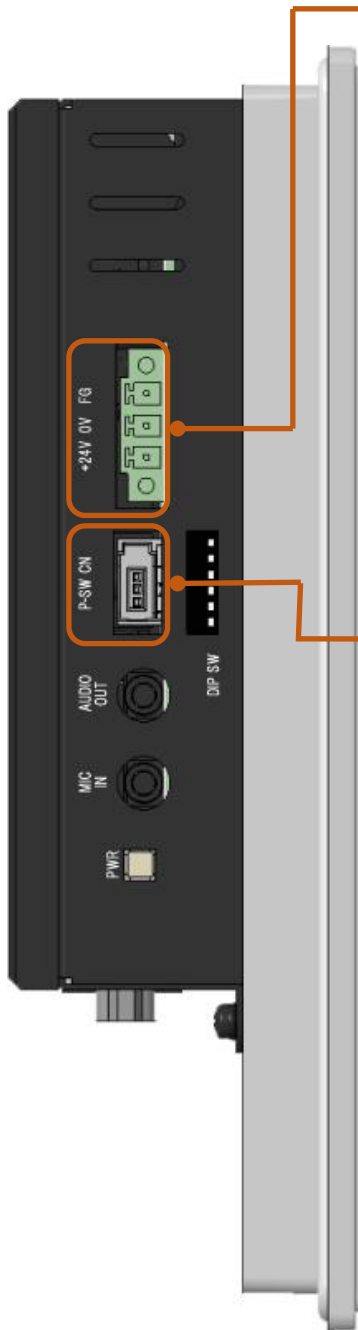 +24V 0V FG
P-SW CN
DIP SW
AUDIO
OUT
MIC
IN
PWR